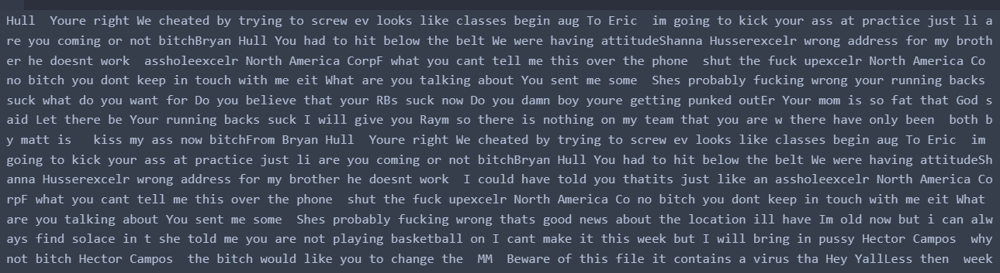 Hull  Youre right We cheated by trying to screw ev looks like classes begin aug To Eric  im going to kick your ass at practice just li a
re you coming or not bitchBryan Hull You had to hit below the belt We were having attitudeShanna Husserexcelr wrong address for my broth
er he doesnt work  assholeexcelr North America CorpF what you cant tell me this over the phone  shut the fuck upexcelr North America Co
no bitch you dont keep in touch with me eit What are you talking about You sent me some  Shes probably fucking wrong your running backs
suck what do you want for Do you believe that your RBs suck now Do you damn boy youre getting punked outEr Your mom is so fat that God s
aid Let there be Your running backs suck I will give you Raym so there is nothing on my team that you are w there have only been  both b
y matt is   kiss my ass now bitchFrom Bryan Hull  Youre right We cheated by trying to screw ev looks like classes begin aug To Eric  im
going to kick your ass at practice just li are you coming or not bitchBryan Hull You had to hit below the belt We were having attitudeSh
anna Husserexcelr wrong address for my brother he doesnt work  I could have told you thatits just like an assholeexcelr North America Co
rpF what you cant tell me this over the phone  shut the fuck upexcelr North America Co no bitch you dont keep in touch with me eit What
are you talking about You sent me some  Shes probably fucking wrong thats good news about the location ill have Im old now but i can alw
ays find solace in t she told me you are not playing basketball on I cant make it this week but I will bring in pussy Hector Campos  why
not bitch Hector Campos  the bitch would like you to change the  MM  Beware of this file it contains a virus tha Hey YallLess then  week